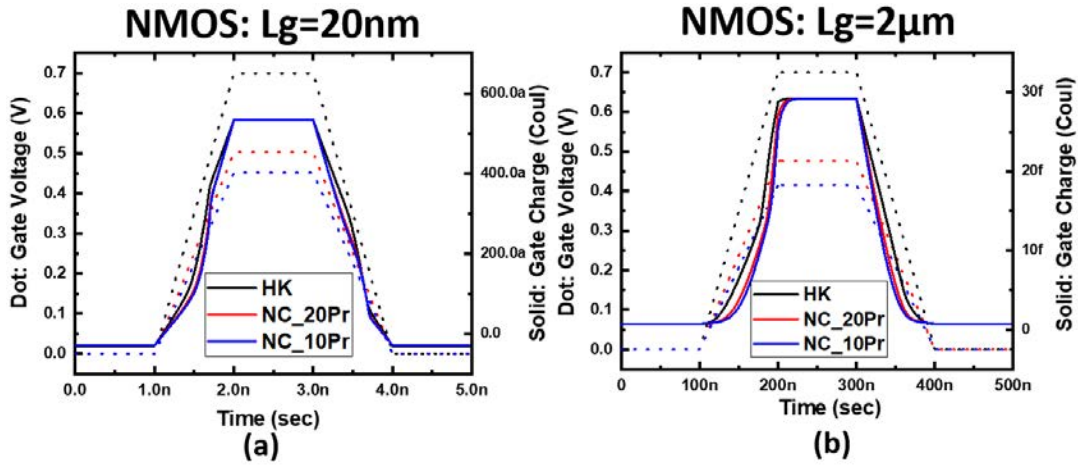 NMOS: Lg=20nm
Dot: Gate Voltage (V)
0.7
0.6
0.5
0.4
0.3
0.2
0.1
0.0
600.0a
400.0a
200.0a
0.0
Solid: Gate Charge (Coul)
HK
NC_20Pr
NC_10Pr
0.0 1.0n 2.0n 3.0n 4.0n 5.0n
Time (sec)
(a)
NMOS: Lg=2μm
Dot: Gate Voltage (V)
0.7
0.6
0.5
0.4
0.3
0.2
0.1
0.0
30f
20f
10f
0
Solid: Gate Charge (Coul)
HK
NC_20Pr
NC_10Pr
0 100n 200n 300n 400n 500n
Time (sec)
(b)